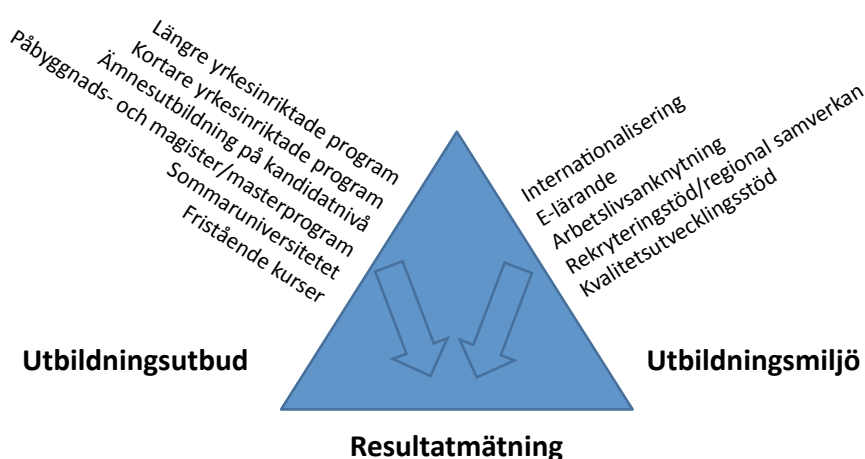 Längre yrkesinriktade program
Kortare yrkesinriktade program
Ämnesutbildning på kandidatnivå
Påbyggnads- och magister/masterprogram
Sommaruniversitetet
Fristående kurser
Internationalisering
E-lärande
Arbetslivsanknytning
Rekryteringstöd/regional samverkan
Kvalitetsutvecklingsstöd
Utbildningsutbud
Utbildningsmiljö
Resultatmätning